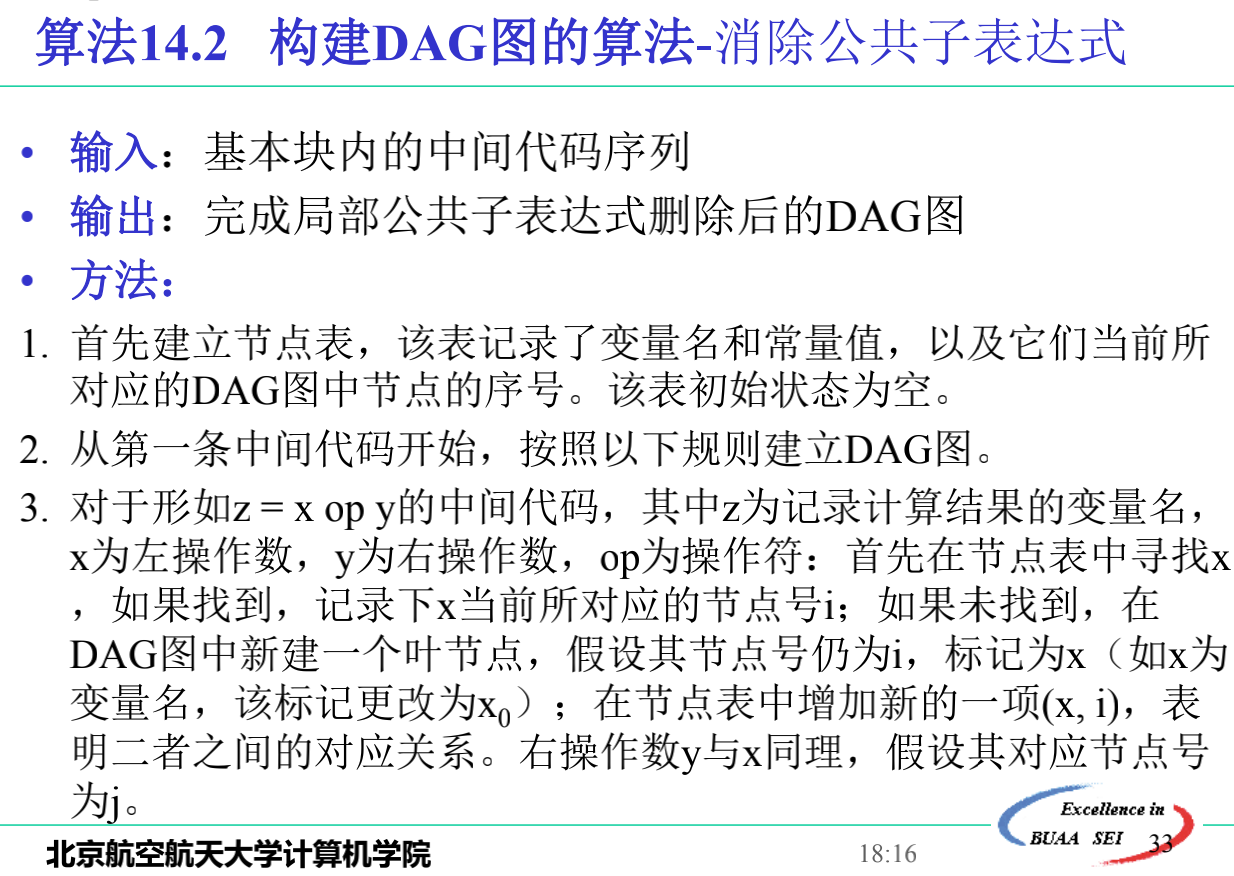 算法14.2 构建DAG图的算法-消除公共子表达式
• 输入：基本块内的中间代码序列
• 输出：完成局部公共子表达式删除后的DAG图
• 方法：
1. 首先建立节点表，该表记录了变量名和常量值，以及它们当前所
对应的DAG图中节点的序号。该表初始状态为空。
2. 从第一条中间代码开始，按照以下规则建立DAG图。
3. 对于形如z = x op y的中间代码，其中z为记录计算结果的变量名，
x为左操作数，y为右操作数，op为操作符：首先在节点表中寻找x
，如果找到，记录下x当前所对应的节点号i；如果未找到，在
DAG图中新建一个叶节点，假设其节点号仍为i，标记为x（如x为
变量名，该标记更改为x₀）；在节点表中增加新的一项(x, i)，表
明二者之间的对应关系。右操作数y与x同理，假设其对应节点号
为j。
Excellence in
BUAA SEI
北京航空航天大学计算机学院
18:16
33